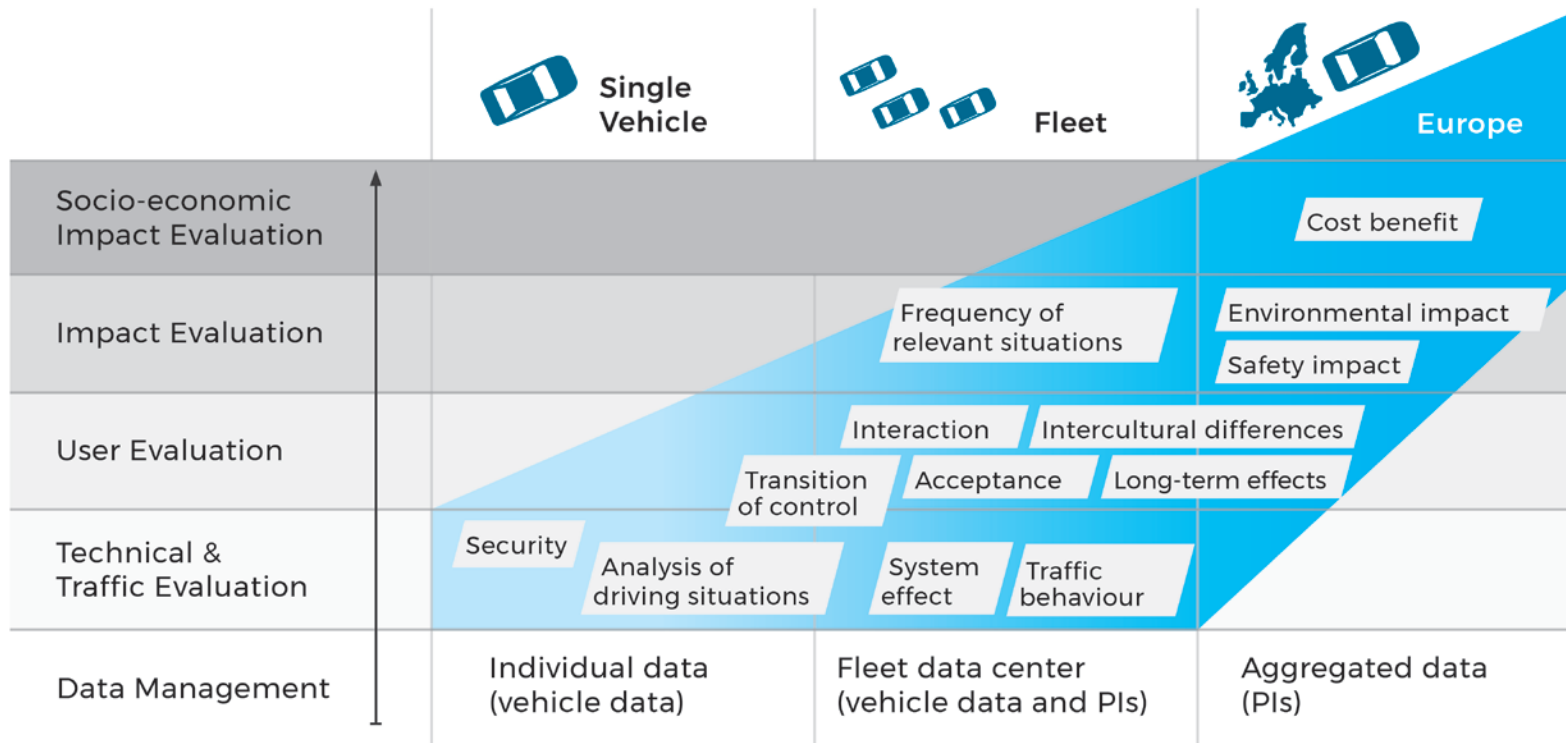 Single
Vehicle
Fleet
Europe
Socio-economic
Impact Evaluation
Cost benefit
Impact Evaluation
Frequency of
relevant situations
Environmental impact
Safety impact
User Evaluation
Interaction
Intercultural differences
Transition
of control
Acceptance
Long-term effects
Technical &
Traffic Evaluation
Security
Analysis of
driving situations
System
effect
Traffic
behaviour
Data Management
Individual data
(vehicle data)
Fleet data center
(vehicle data and PIs)
Aggregated data
(PIs)